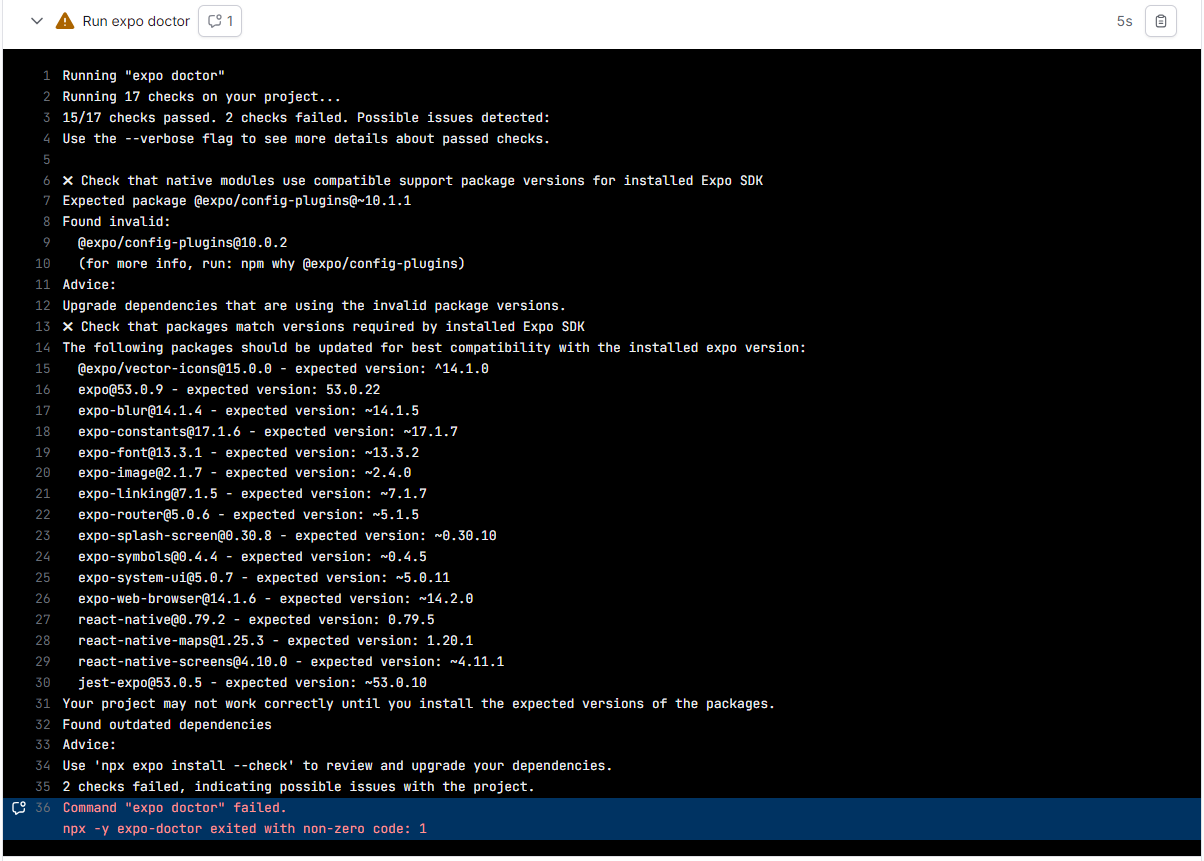 Run expo doctor 1 5s
1 Running "expo doctor"
2 Running 17 checks on your project...
3 15/17 checks passed. 2 checks failed. Possible issues detected:
4 Use the --verbose flag to see more details about passed checks.
5
6 ✖ Check that native modules use compatible support package versions for installed Expo SDK
7 Expected package @expo/config-plugins@~10.1.1
8 Found invalid:
9 @expo/config-plugins@10.0.2
10 (for more info, run: npm why @expo/config-plugins)
11 Advice:
12 Upgrade dependencies that are using the invalid package versions.
13 ✖ Check that packages match versions required by installed Expo SDK
14 The following packages should be updated for best compatibility with the installed expo version:
15 @expo/vector-icons@15.0.0 - expected version: ^14.1.0
16 expo@53.0.9 - expected version: 53.0.22
17 expo-blur@14.1.4 - expected version: ~14.1.5
18 expo-constants@17.1.6 - expected version: ~17.1.7
19 expo-font@13.3.1 - expected version: ~13.3.2
20 expo-image@2.1.7 - expected version: ~2.4.0
21 expo-linking@7.1.5 - expected version: ~7.1.7
22 expo-router@5.0.6 - expected version: ~5.1.5
23 expo-splash-screen@0.30.8 - expected version: ~0.30.10
24 expo-symbols@0.4.4 - expected version: ~0.4.5
25 expo-system-ui@5.0.7 - expected version: ~5.0.11
26 expo-web-browser@14.1.6 - expected version: ~14.2.0
27 react-native@0.79.2 - expected version: 0.79.5
28 react-native-maps@1.25.3 - expected version: 1.20.1
29 react-native-screens@4.10.0 - expected version: ~4.11.1
30 jest-expo@53.0.5 - expected version: ~53.0.10
31 Your project may not work correctly until you install the expected versions of the packages.
32 Found outdated dependencies
33 Advice:
34 Use 'npx expo install --check' to review and upgrade your dependencies.
35 2 checks failed, indicating possible issues with the project.
36 Command "expo doctor" failed.
npx -y expo-doctor exited with non-zero code: 1